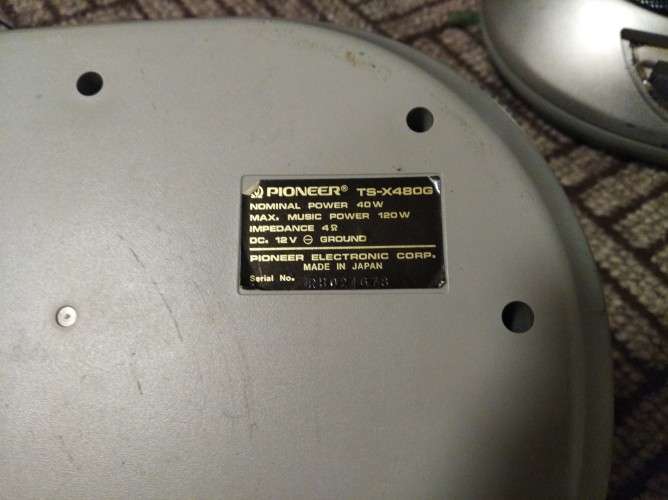 PIONEER® TS-X480G
NOMINAL POWER 40W
MAX. MUSIC POWER 120W
IMPEDANCE 4Ω
DC. 12V ⊖ GROUND
PIONEER ELECTRONIC CORP.
MADE IN JAPAN
Serial No.